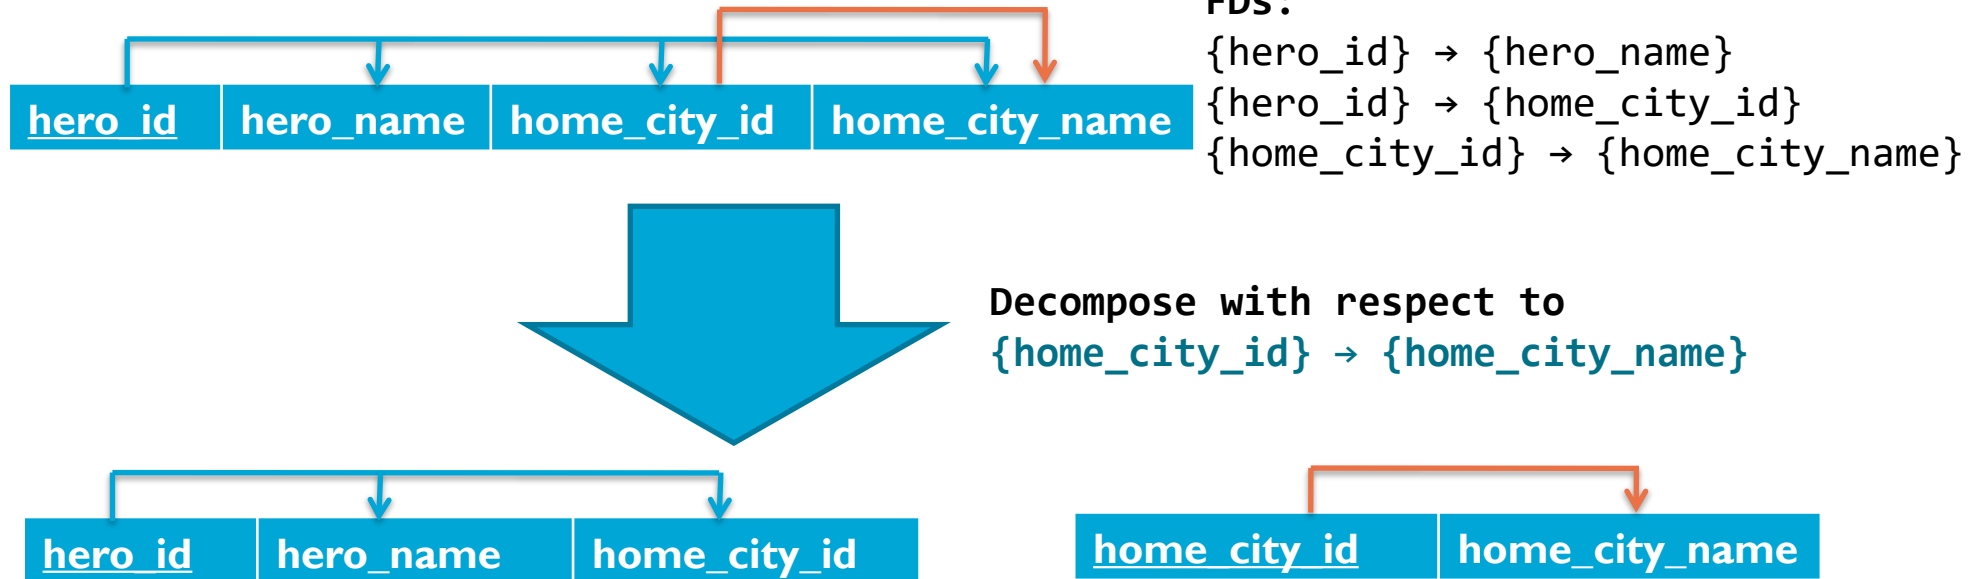 FDs:
{hero_id} → {hero_name}
{hero_id} → {home_city_id}
{home_city_id} → {home_city_name}
hero_id hero_name home_city_id home_city_name
Decompose with respect to
{home_city_id} → {home_city_name}
hero_id hero_name home_city_id
home_city_id home_city_name